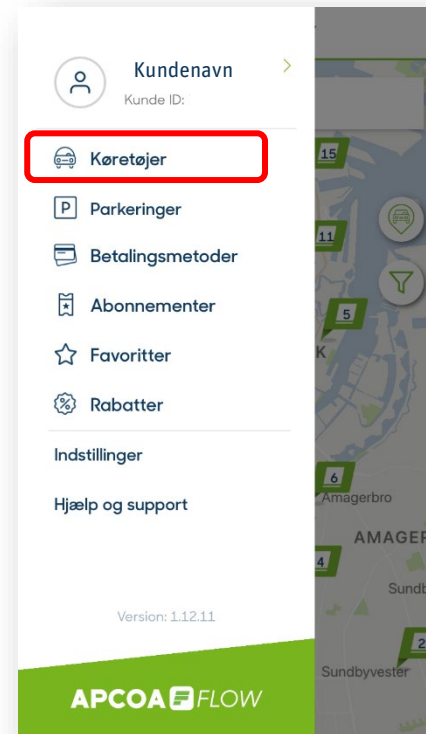 Kundenavn
Kunde ID:
Køretøjer
P Parkeringer
Betalingsmetoder
Abonnementer
Favoritter
% Rabatter
Indstillinger
Hjælp og support
Version: 1.12.11
APCOA FLOW
15
11
5
K
6
Amagerbro
AMAGER
4
Sundb
2
Sundbyvester